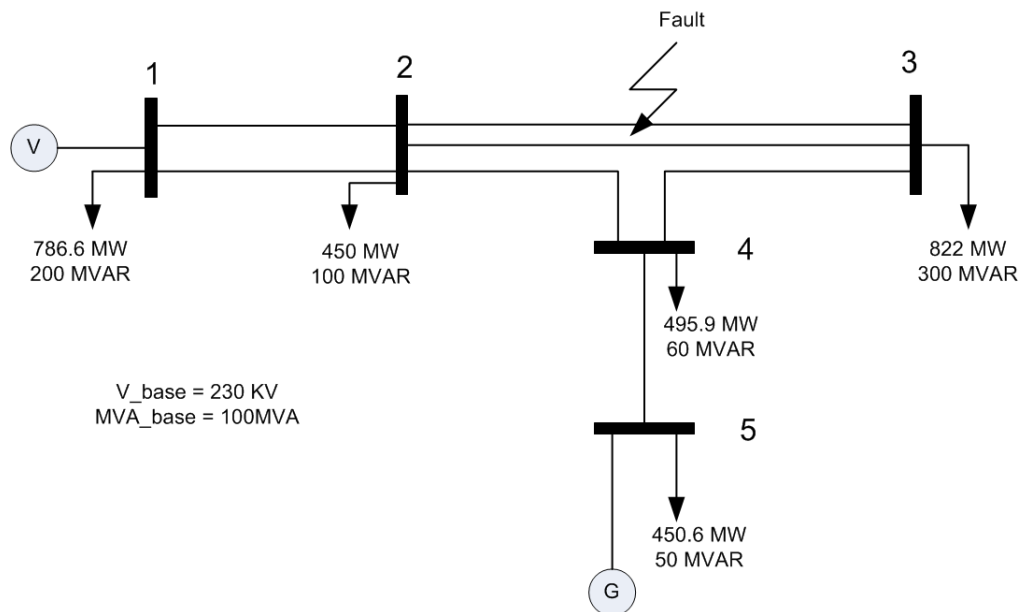 Fault
1
2
3
V
786.6 MW
200 MVAR
450 MW
100 MVAR
822 MW
300 MVAR
4
495.9 MW
60 MVAR
V_base = 230 KV
MVA_base = 100MVA
5
450.6 MW
50 MVAR
G